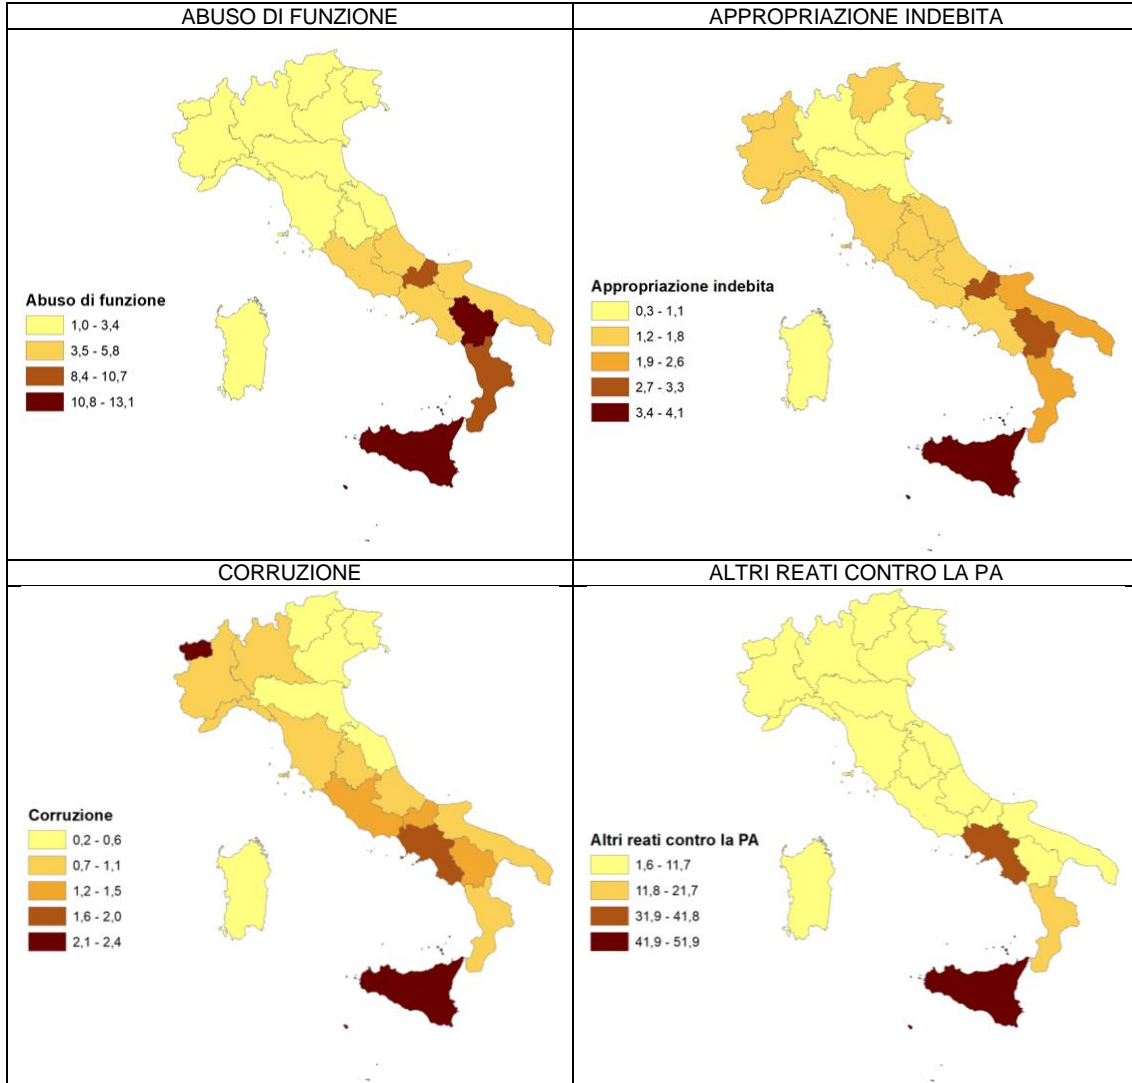 ABUSO DI FUNZIONE
APPROPRIAZIONE INDEBITA
Abuso di funzione
1,0 - 3,4
3,5 - 5,8
8,4 - 10,7
10,8 - 13,1
Appropriazione indebita
0,3 - 1,1
1,2 - 1,8
1,9 - 2,6
2,7 - 3,3
3,4 - 4,1
CORRUZIONE
ALTRI REATI CONTRO LA PA
Corruzione
0,2 - 0,6
0,7 - 1,1
1,2 - 1,5
1,6 - 2,0
2,1 - 2,4
Altri reati contro la PA
1,6 - 11,7
11,8 - 21,7
31,9 - 41,8
41,9 - 51,9